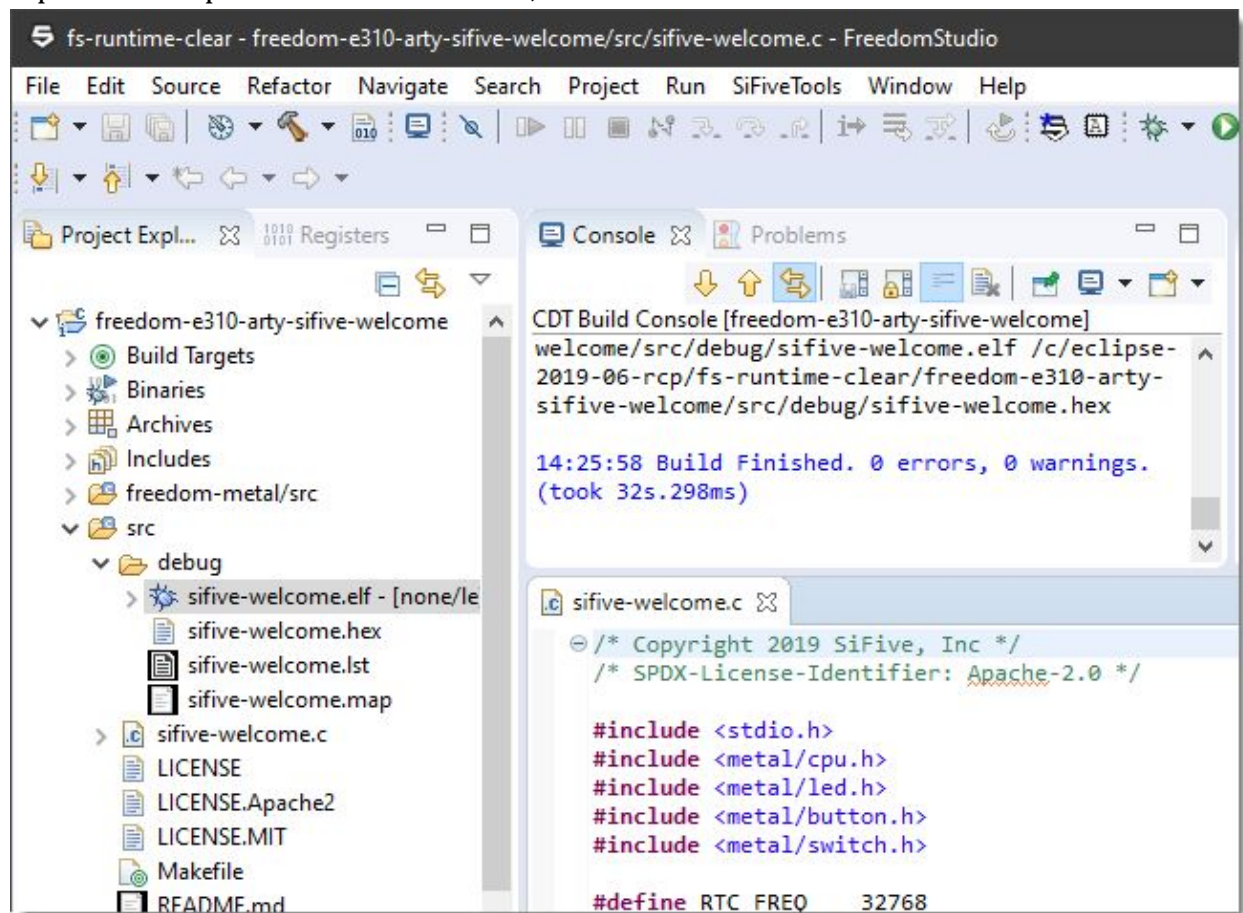 fs-runtime-clear - freedom-e310-arty-sifive-welcome/src/sifive-welcome.c - FreedomStudio
File Edit Source Refactor Navigate Search Project Run SiFiveTools Window Help
Project Expl... Registers
freedom-e310-arty-sifive-welcome
Build Targets
Binaries
Archives
Includes
freedom-metal/src
src
debug
sifive-welcome.elf - [none/le
sifive-welcome.hex
sifive-welcome.lst
sifive-welcome.map
sifive-welcome.c
LICENSE
LICENSE.Apache2
LICENSE.MIT
Makefile
README.md
Console Problems
CDT Build Console [freedom-e310-arty-sifive-welcome]
welcome/src/debug/sifive-welcome.elf /c/eclipse-
2019-06-rcp/fs-runtime-clear/freedom-e310-arty-
sifive-welcome/src/debug/sifive-welcome.hex
14:25:58 Build Finished. 0 errors, 0 warnings.
(took 32s.298ms)
sifive-welcome.c
/* Copyright 2019 SiFive, Inc */
/* SPDX-License-Identifier: Apache-2.0 */
#include <stdio.h>
#include <metal/cpu.h>
#include <metal/led.h>
#include <metal/button.h>
#include <metal/switch.h>
#define RTC_FREQ 32768